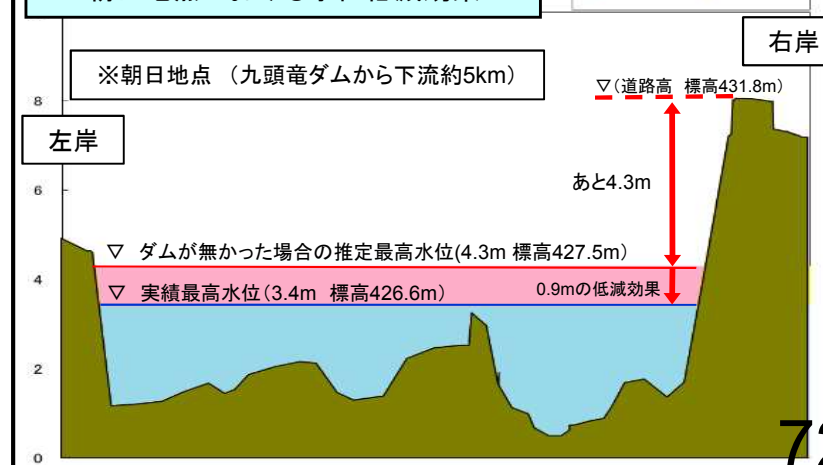 右岸
※朝日地点 （九頭竜ダムから下流約5km）
▽(道路高 標高431.8m)
8
左岸
あと4.3m
6
▽ ダムが無かった場合の推定最高水位(4.3m 標高427.5m)
4
▽ 実績最高水位(3.4m 標高426.6m)
0.9mの低減効果
2
0
72